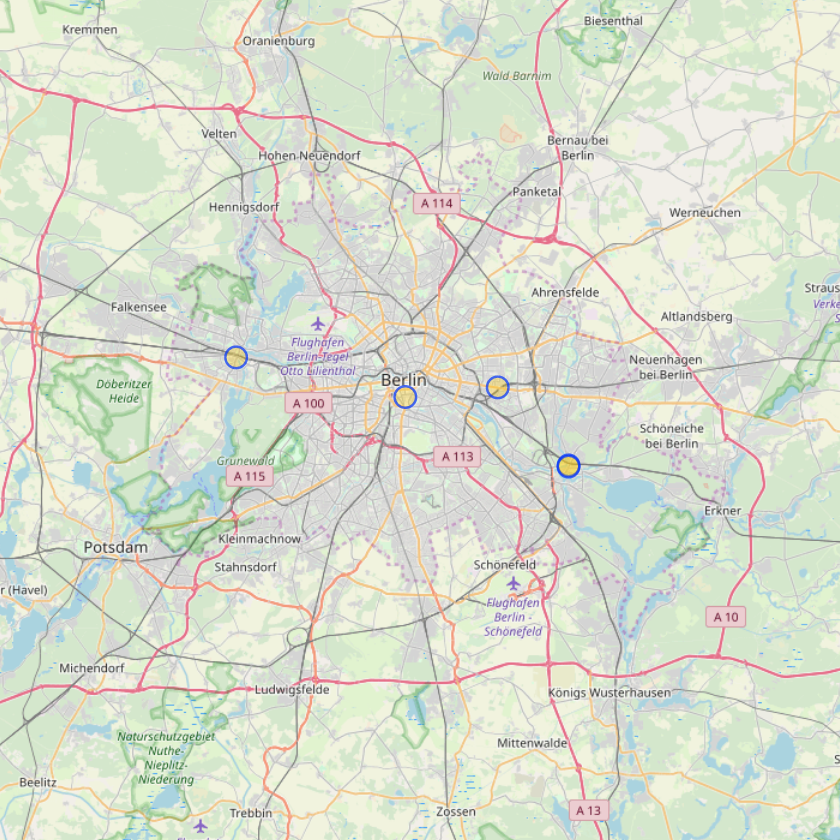 Kremmen
Biesenthal
Oranienburg
Wald Barnim
Velten
Bernau bei
Berlin
Hohen Neuendorf
Panketal
A 114
Hennigsdorf
Werneuchen
Ahrensfelde
Straus
Falkensee
Verke
S
Altlandsberg
Flughafen
Berlin-Tegel
Otto Lilienthal
Neuenhagen
bei Berlin
Döberitzer
Heide
Berlin
A 100
Schöneiche
bei Berlin
Grunewald
A 113
A 115
Erkner
Kleinmachnow
Potsdam
Stahnsdorf
Schönefeld
r (Havel)
Flughafen
Berlin -
Schönefeld
A 10
Michendorf
Ludwigsfelde
Königs Wusterhausen
Naturschutzgebiet
Nuthe-
Nieplitz-
Niederung
Mittenwalde
S
Beelitz
Trebbin
Zossen
A 13